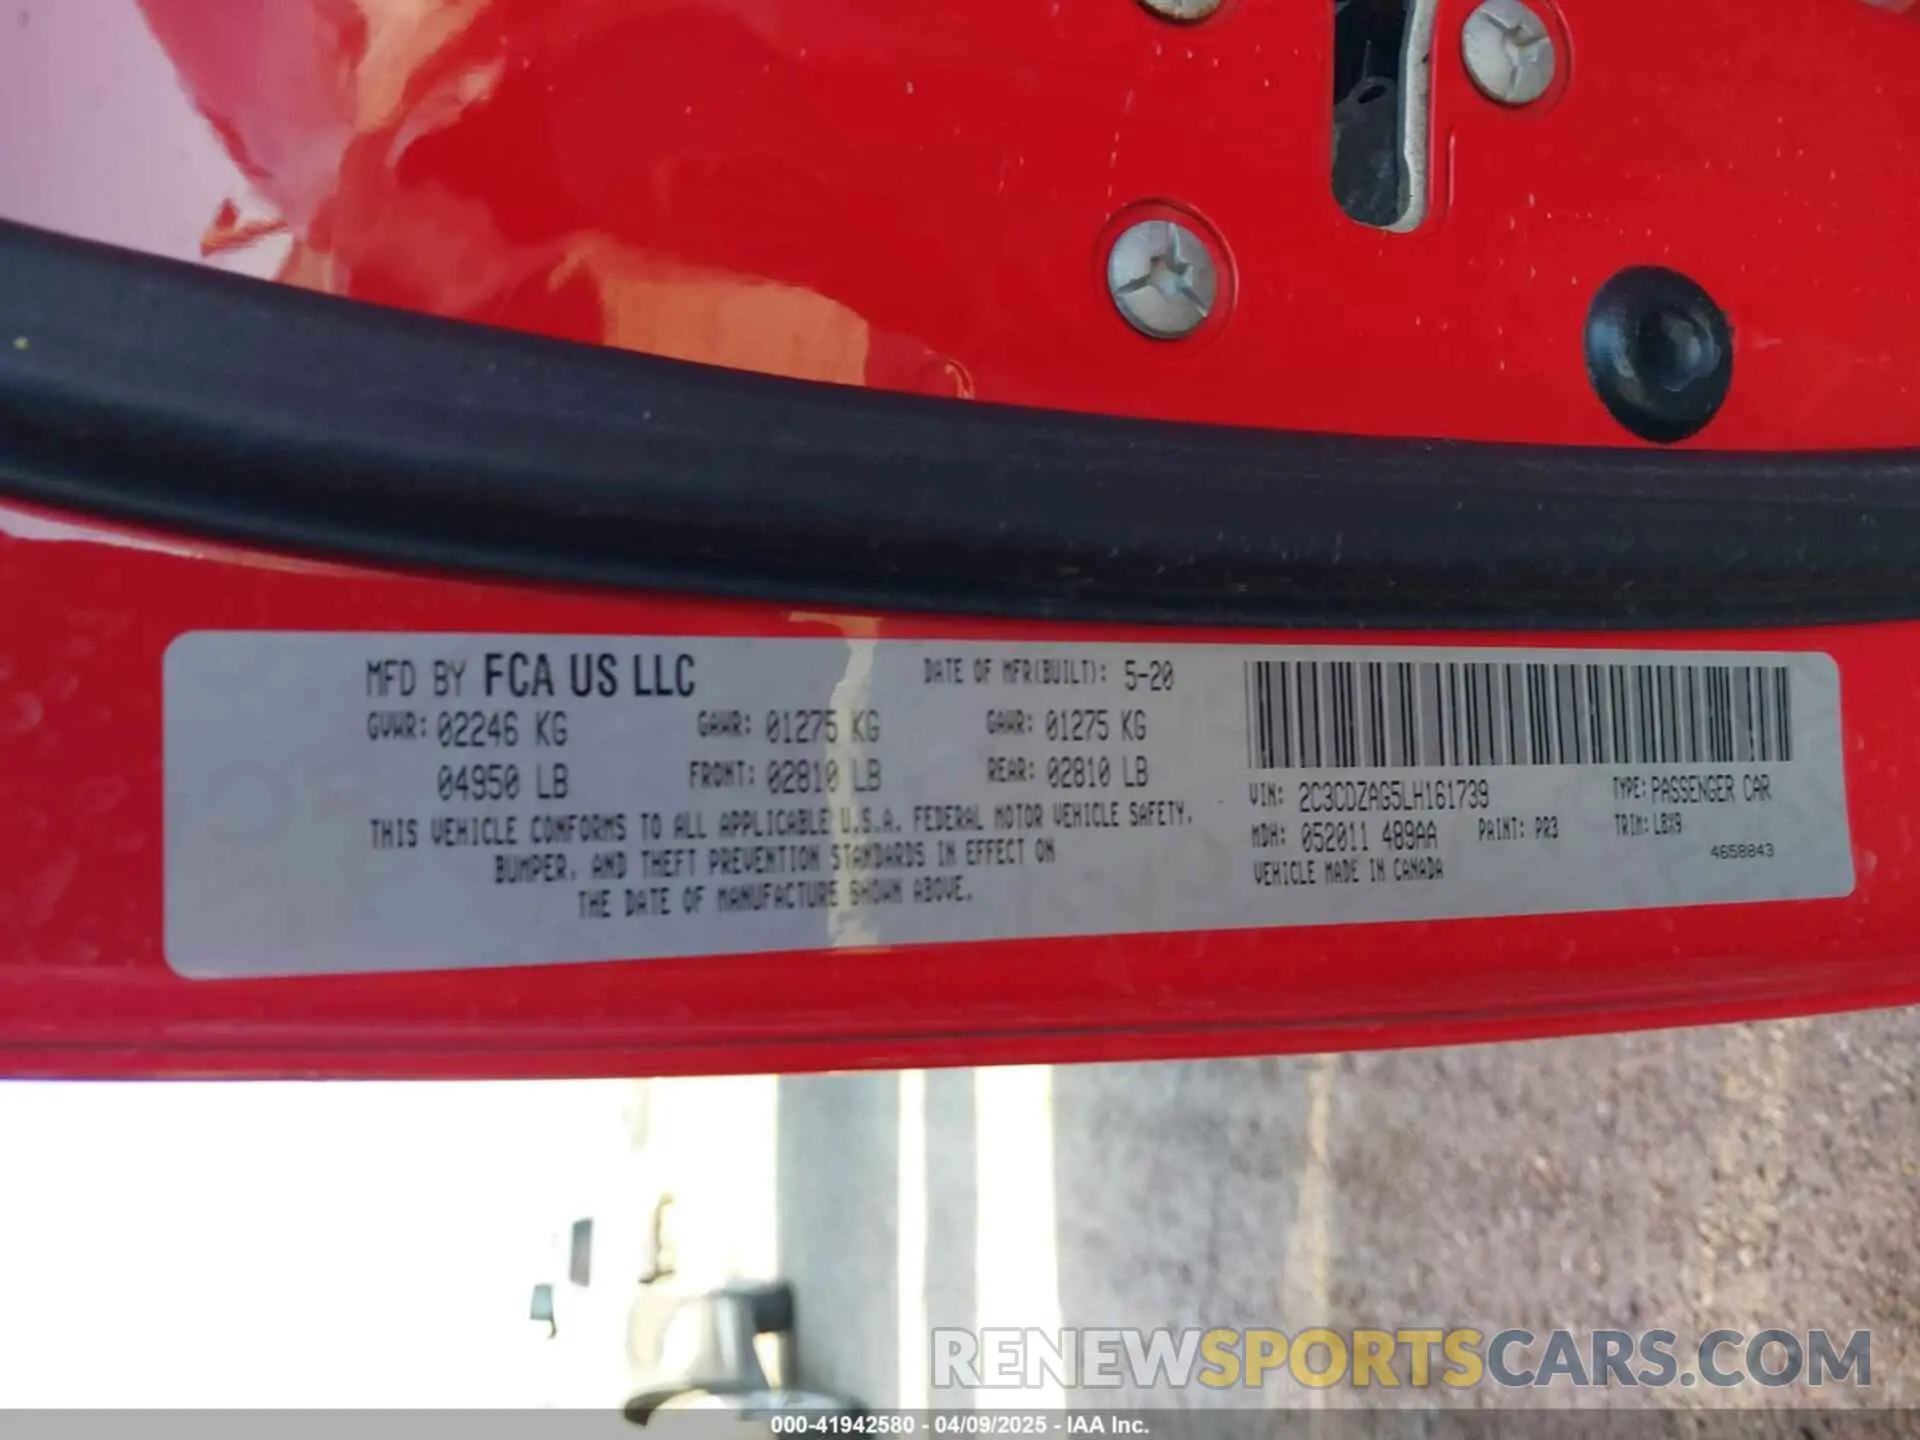 MFD BY FCA US LLC
DATE OF MFR(BUILT): 5-20
GVWR: 02246 KG
GAWR: 01275 KG
GAWR: 01275 KG
04950 LB
FRONT: 02810 LB
REAR: 02810 LB
THIS VEHICLE CONFORMS TO ALL APPLICABLE U.S.A. FEDERAL MOTOR VEHICLE SAFETY,
BUMPER, AND THEFT PREVENTION STANDARDS IN EFFECT ON
THE DATE OF MANUFACTURE SHOWN ABOVE.
VIN: 2C3CDZAG5LH161739
TYPE: PASSENGER CAR
MDH: 052011 489AA
PAINT: PR3
TRIM: L8X9
VEHICLE MADE IN CANADA
4658843
RENEWSPORTSCARS.COM
000-41942580 - 04/09/2025 - IAA Inc.